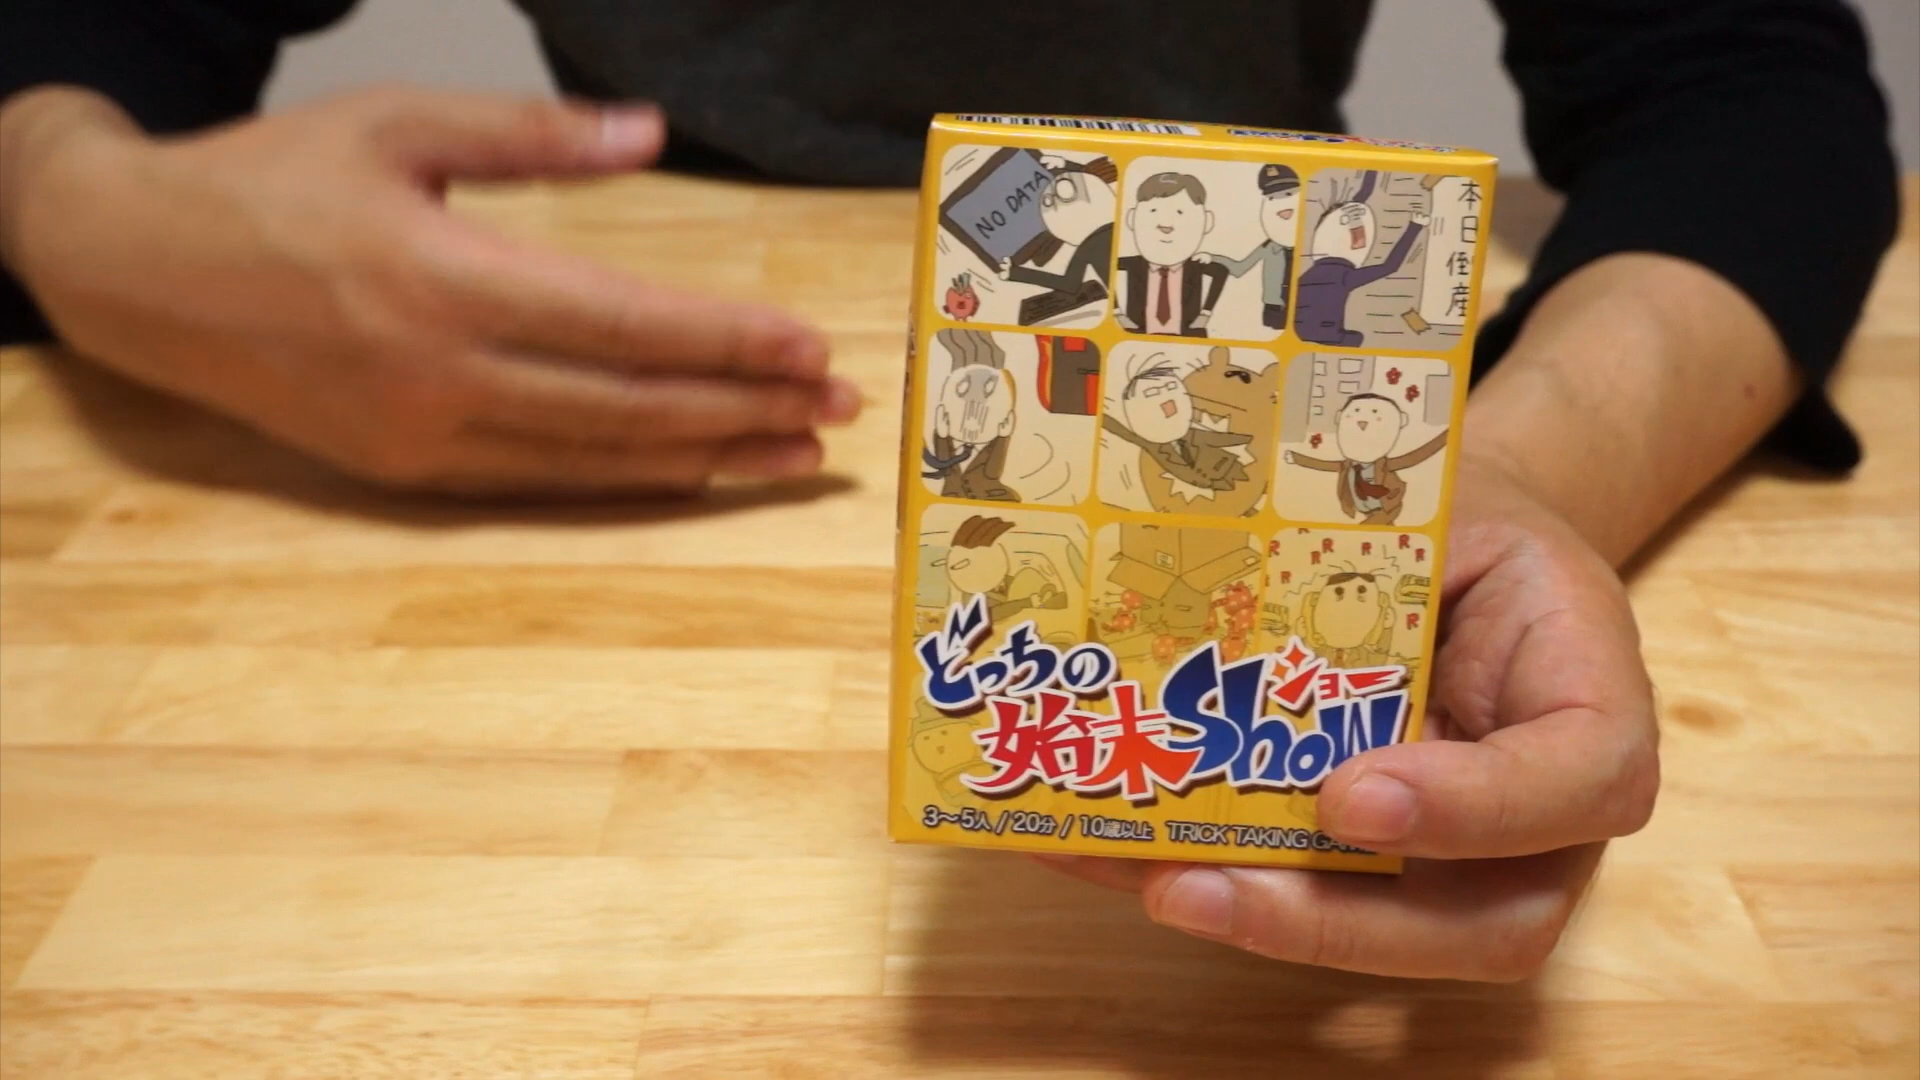 NO DATA
本日倒産
R R R R R
R
R
どっちの
始末Show
ショー
3〜5人 / 20分 / 10歳以上 TRICK TAKING